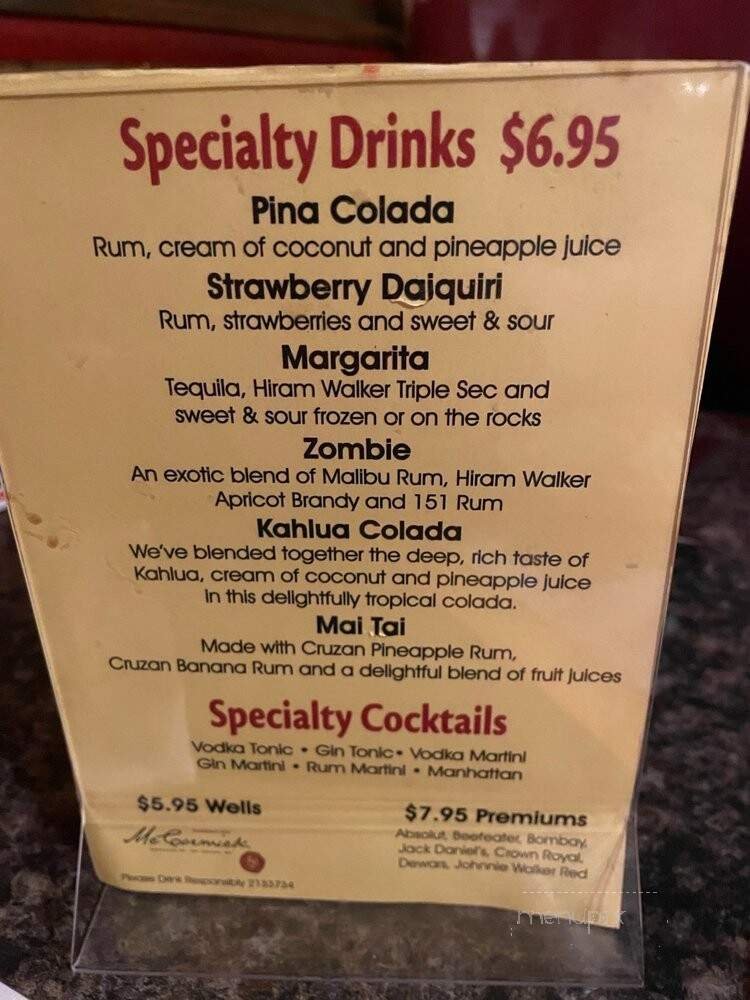 Specialty Drinks $6.95
Pina Colada
Rum, cream of coconut and pineapple juice
Strawberry Daiquiri
Rum, strawberries and sweet & sour
Margarita
Tequila, Hiram Walker Triple Sec and
sweet & sour frozen or on the rocks
Zombie
An exotic blend of Malibu Rum, Hiram Walker
Apricot Brandy and 151 Rum
Kahlua Colada
We've blended together the deep, rich taste of
Kahlua, cream of coconut and pineapple juice
in this delightfully tropical colada.
Mai Tai
Made with Cruzan Pineapple Rum,
Cruzan Banana Rum and a delightful blend of fruit juices
Specialty Cocktails
Vodka Tonic • Gin Tonic• Vodka Martini
Gin Martini • Rum Martini • Manhattan
$5.95 Wells
McCormick
Please Drink Responsibly 2153754
$7.95 Premiums
Absolut, Beefeater, Bombay,
Jack Daniel's, Crown Royal,
Dewars, Johnnie Walker Red
menupix